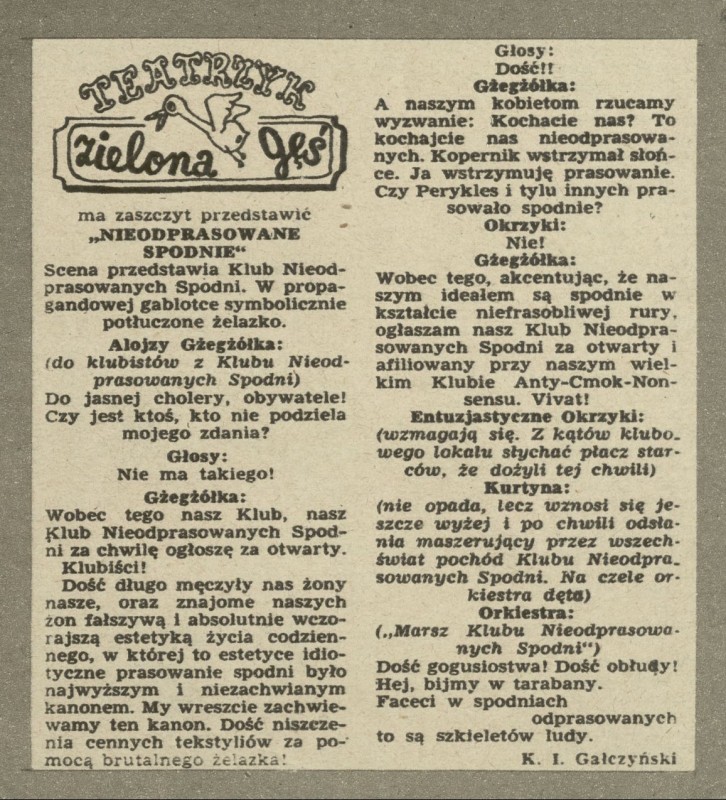 TEATRZYK
zielona gęś
ma zaszczyt przedstawić
„NIEODPRASOWANE
SPODNIE“
Scena przedstawia Klub Nieod-
prasowanych Spodni. W propa-
gandowej gablotce symbolicznie
potłuczone żelazko.
Alojzy Gżegżółka:
(do klubistów z Klubu Nieod-
prasowanych Spodni)
Do jasnej cholery, obywatele!
Czy jest ktoś, kto nie podziela
mojego zdania?
Głosy:
Nie ma takiego!
Gżegżółka:
Wobec tego nasz Klub, nasz
Klub Nieodprasowanych Spod-
ni za chwilę ogłoszę za otwarty.
Klubiści!
Dość długo męczyły nas żony
nasze, oraz znajome naszych
żon fałszywą i absolutnie wczo-
rajszą estetyką życia codzien-
nego, w której to estetyce idio-
tyczne prasowanie spodni było
najwyższym i niezachwianym
kanonem. My wreszcie zachwie-
wamy ten kanon. Dość niszcze-
nia cennych tekstyliów za po-
mocą brutalnego żelazka!
Głosy:
Dość!!
Gżegżółka:
A naszym kobietom rzucamy
wyzwanie: Kochacie nas? To
kochajcie nas nieodprasowa-
nych. Kopernik wstrzymał słoń-
ce. Ja wstrzymuję prasowanie.
Czy Perykles i tylu innych pra-
sowało spodnie?
Okrzyki:
Nie!
Gżegżółka:
Wobec tego, akcentując, że na-
szym ideałem są spodnie w
kształcie niefrasobliwej rury,
ogłaszam nasz Klub Nieodpra-
sowanych Spodni za otwarty i
afiliowany przy naszym wiel-
kim Klubie Anty-Cmok-Non-
sensu. Vivat!
Entuzjastyczne Okrzyki:
(wzmagają się. Z kątów klubo-
wego lokalu słychać płacz star-
ców, że dożyli tej chwili)
Kurtyna:
(nie opada, lecz wznosi się je-
szcze wyżej i po chwili odsła-
nia maszerujący przez wszech-
świat pochód Klubu Nieodpra-
sowanych Spodni. Na czele or-
kiestra dęta)
Orkiestra:
(„Marsz Klubu Nieodprasowa-
nych Spodni“)
Dość gogusiostwa! Dość obłudy!
Hej, bijmy w tarabany.
Faceci w spodniach
odprasowanych
to są szkieletów ludy.
K. I. Gałczyński